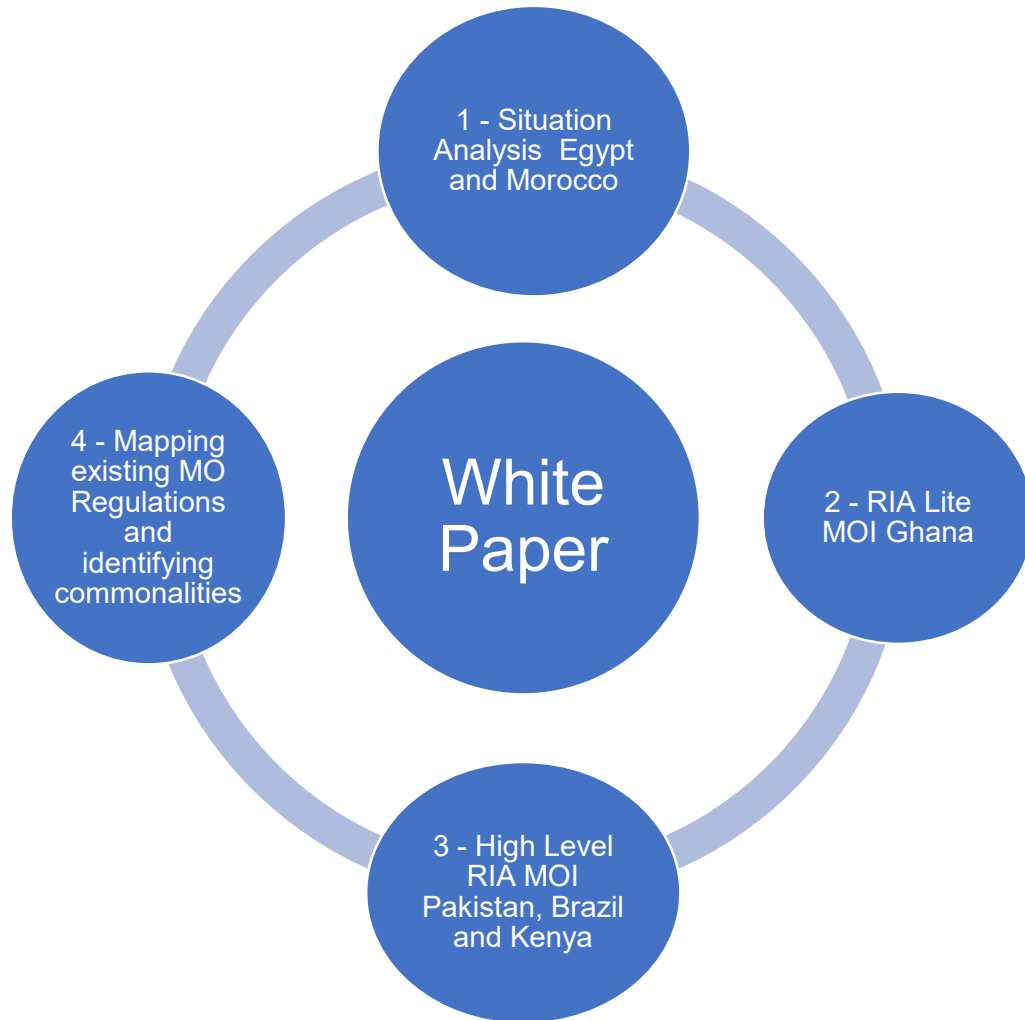 1 - Situation
Analysis Egypt
and Morocco
2 - RIA Lite
MOI Ghana
3 - High Level
RIA MOI
Pakistan, Brazil
and Kenya
4 - Mapping
existing MO
Regulations
and
identifying
commonalities
White
Paper